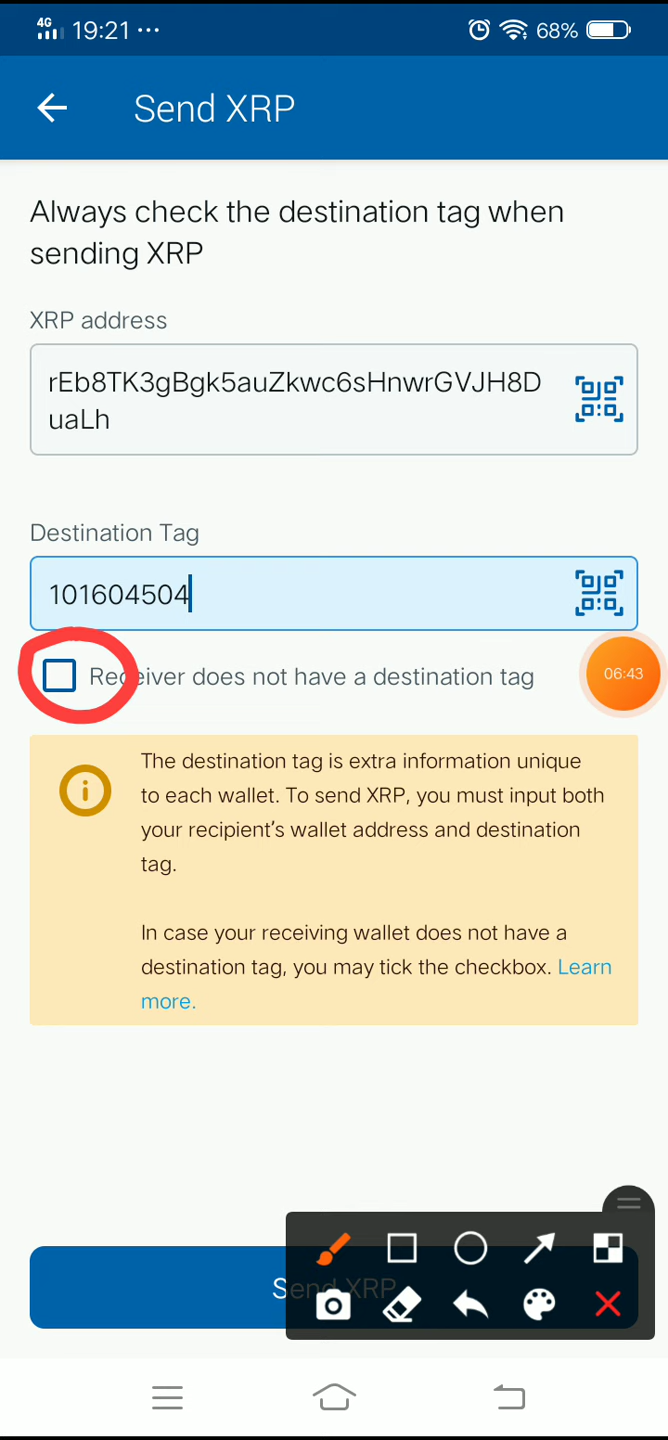 4G 19:21 ··· 68%
Send XRP
Always check the destination tag when
sending XRP
XRP address
rEb8TK3gBgk5auZkwc6sHnwrGVJH8D
uaLh
Destination Tag
101604504
Receiver does not have a destination tag
06:43
The destination tag is extra information unique
to each wallet. To send XRP, you must input both
your recipient’s wallet address and destination
tag.
In case your receiving wallet does not have a
destination tag, you may tick the checkbox. Learn
more.
Send XRP